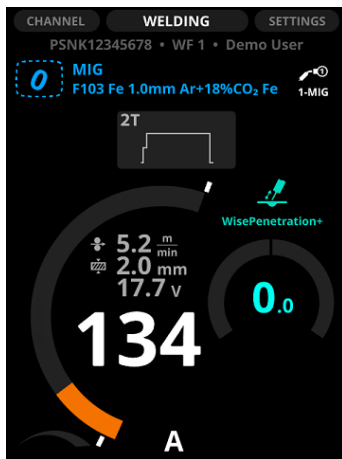 CHANNEL WELDING SETTINGS
PSNK12345678 • WF 1 • Demo User
0 MIG
F103 Fe 1.0mm Ar+18%CO₂ Fe
1
1-MIG
2T
WisePenetration+
5.2 m/min
2.0 mm
17.7 V
0.0
134
A